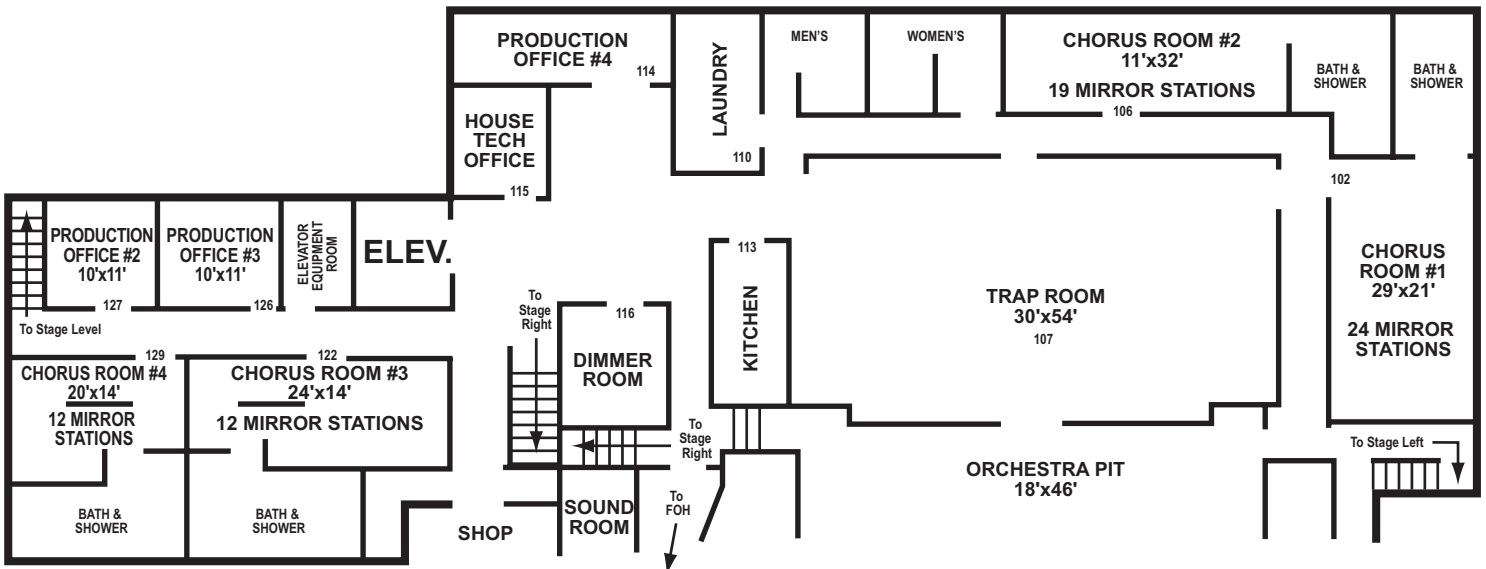 PRODUCTION
OFFICE #4
114
LAUNDRY
110
MEN'S
WOMEN'S
CHORUS ROOM #2
11'x32'
19 MIRROR STATIONS
106
BATH &
SHOWER
BATH &
SHOWER
HOUSE
TECH
OFFICE
115
102
PRODUCTION
OFFICE #2
10'x11'
127
PRODUCTION
OFFICE #3
10'x11'
126
ELEVATOR
EQUIPMENT
ROOM
ELEV.
To Stage Level
113
KITCHEN
TRAP ROOM
30'x54'
107
CHORUS
ROOM #1
29'x21'
24 MIRROR
STATIONS
To
Stage
Right
116
DIMMER
ROOM
129
CHORUS ROOM #4
20'x14'
12 MIRROR
STATIONS
122
CHORUS ROOM #3
24'x14'
12 MIRROR STATIONS
To
Stage
Right
To Stage Left
ORCHESTRA PIT
18'x46'
BATH &
SHOWER
BATH &
SHOWER
SHOP
SOUND
ROOM
To
FOH